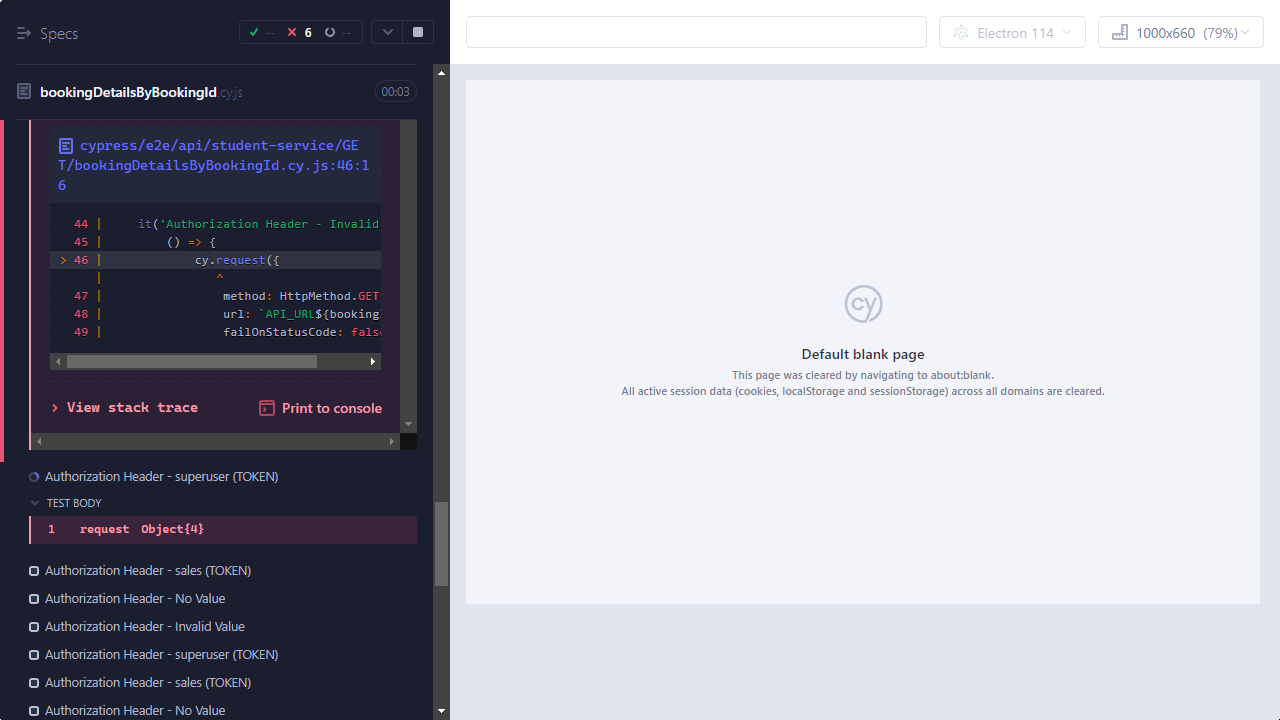 Specs
-- 6 --
Electron 114
1000x660 (79%)
bookingDetailsByBookingId.cy.js
00:03
cypress/e2e/api/student-service/GE
T/bookingDetailsByBookingId.cy.js:46:1
6
44 | it('Authorization Header - Invalid
45 | () => {
> 46 | cy.request({
| ^
47 | method: HttpMethod.GET
48 | url: `API_URL${booking
49 | failOnStatusCode: false
View stack trace
Print to console
Authorization Header - superuser (TOKEN)
TEST BODY
1 request Object{4}
Authorization Header - sales (TOKEN)
Authorization Header - No Value
Authorization Header - Invalid Value
Authorization Header - superuser (TOKEN)
Authorization Header - sales (TOKEN)
Authorization Header - No Value
cy
Default blank page
This page was cleared by navigating to about:blank.
All active session data (cookies, localStorage and sessionStorage) across all domains are cleared.